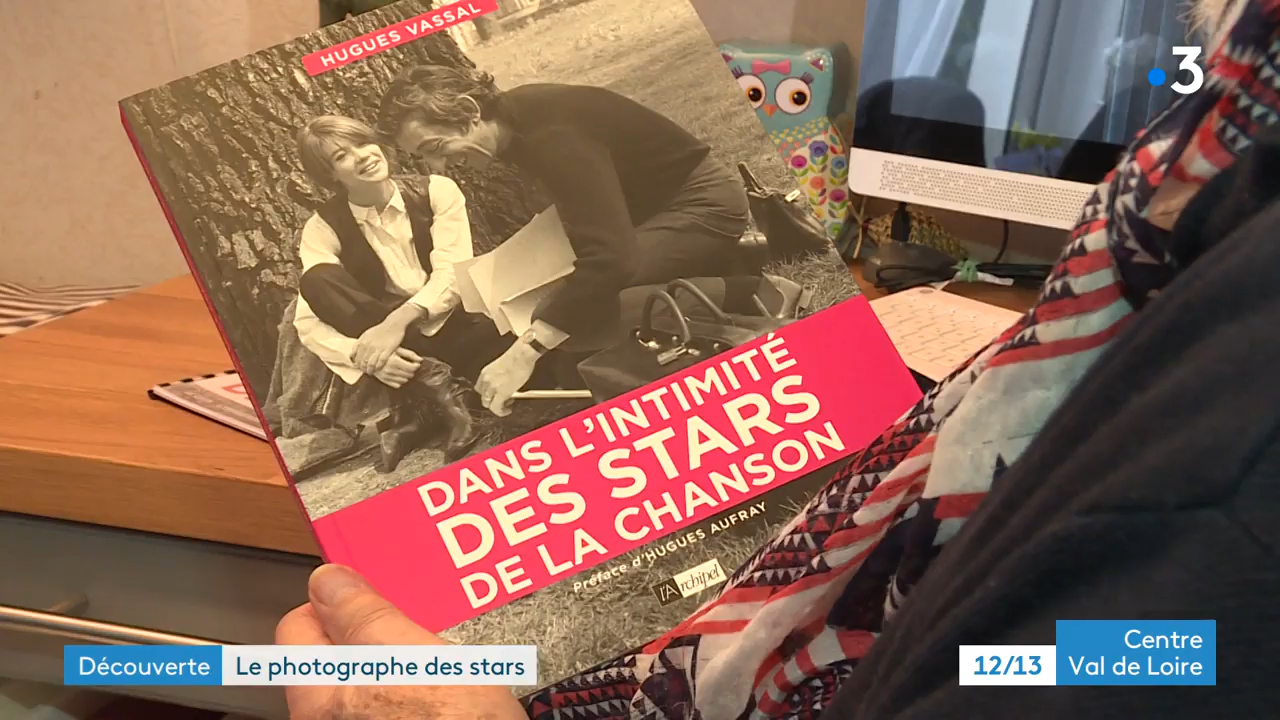 HUGUES VASSAL
3
DANS L'INTIMITÉ
DES STARS
DE LA CHANSON
Préface d'HUGUES AUFRAY
l'Archipel
Découverte
Le photographe des stars
12/13
Centre
Val de Loire